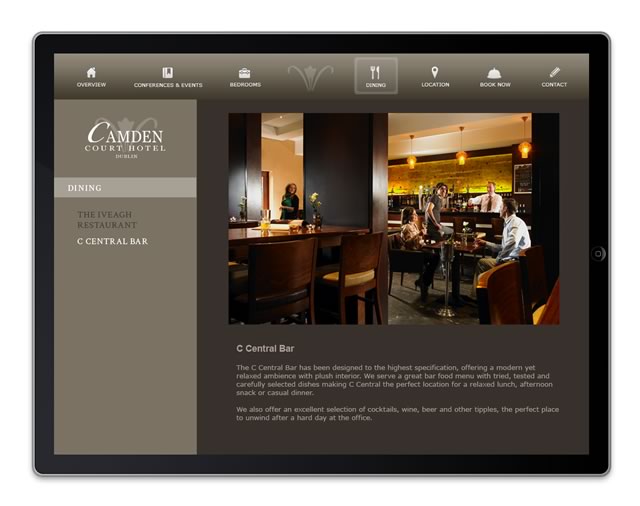 OVERVIEW
CONFERENCES & EVENTS
BEDROOMS
DINING
LOCATION
BOOK NOW
CONTACT
CAMDEN
COURT HOTEL
DUBLIN
DINING
THE IVEAGH
RESTAURANT
C CENTRAL BAR
C Central Bar
The C Central Bar has been designed to the highest specification, offering a modern yet
relaxed ambience with plush interior. We serve a great bar food menu with tried, tested and
carefully selected dishes making C Central the perfect location for a relaxed lunch, afternoon
snack or casual dinner.
We also offer an excellent selection of cocktails, wine, beer and other tipples, the perfect place
to unwind after a hard day at the office.